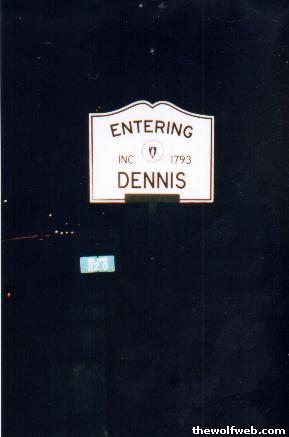 ENTERING
INC 1793
DENNIS
thewolfweb.com